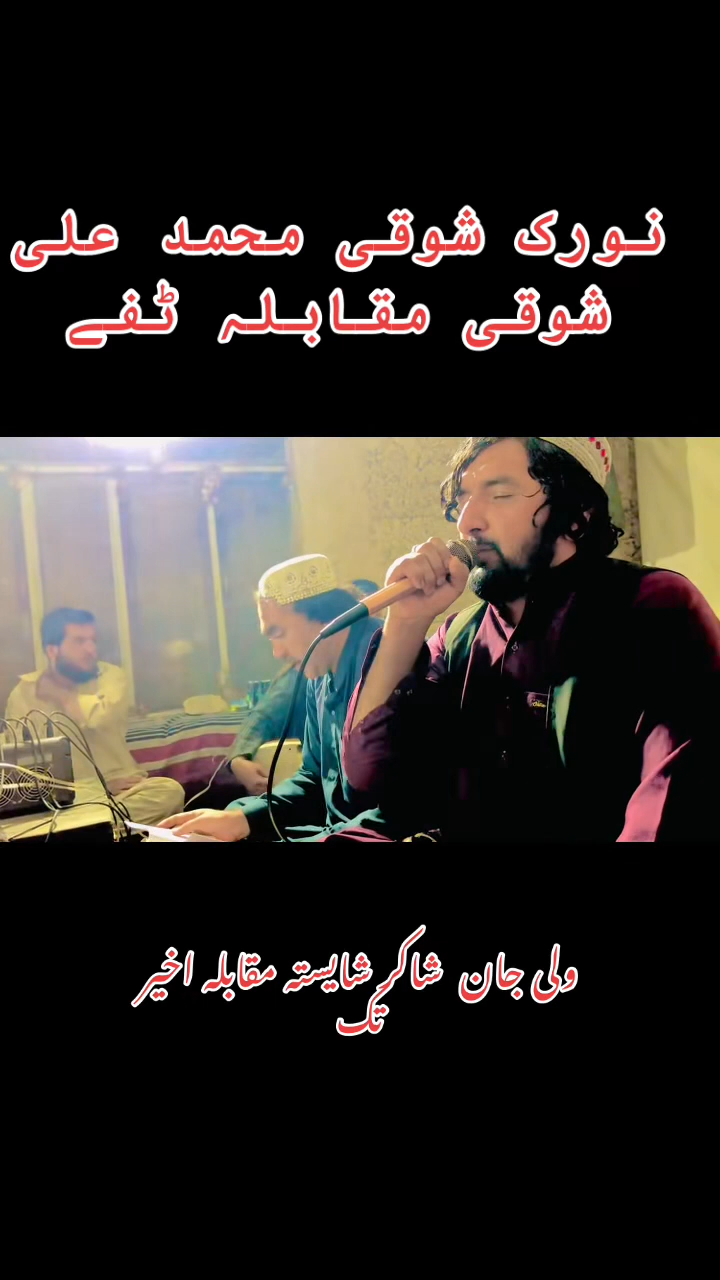 نورک شوقی محمد علی
شوقی مقابلہ ٹفے
ولی جان شاکر شایستہ مقابلہ اخیر
تک